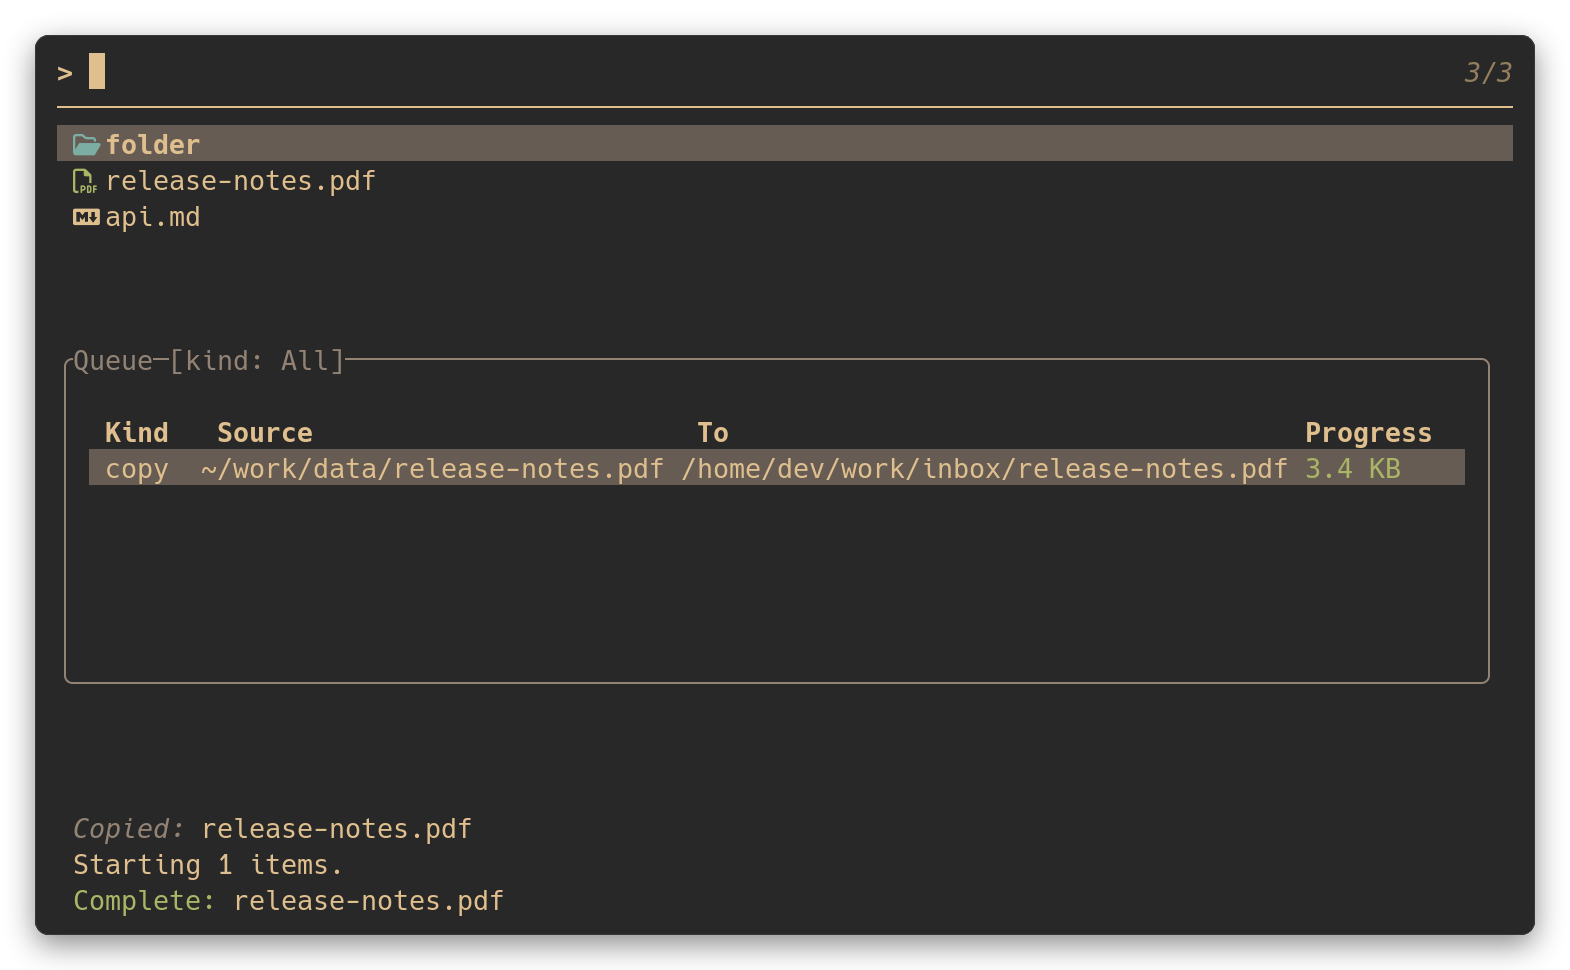 > 3/3
folder
PDF release-notes.pdf
M api.md
Queue [kind: All]
Kind Source To Progress
copy ~/work/data/release-notes.pdf /home/dev/work/inbox/release-notes.pdf 3.4 KB
Copied: release-notes.pdf
Starting 1 items.
Complete: release-notes.pdf